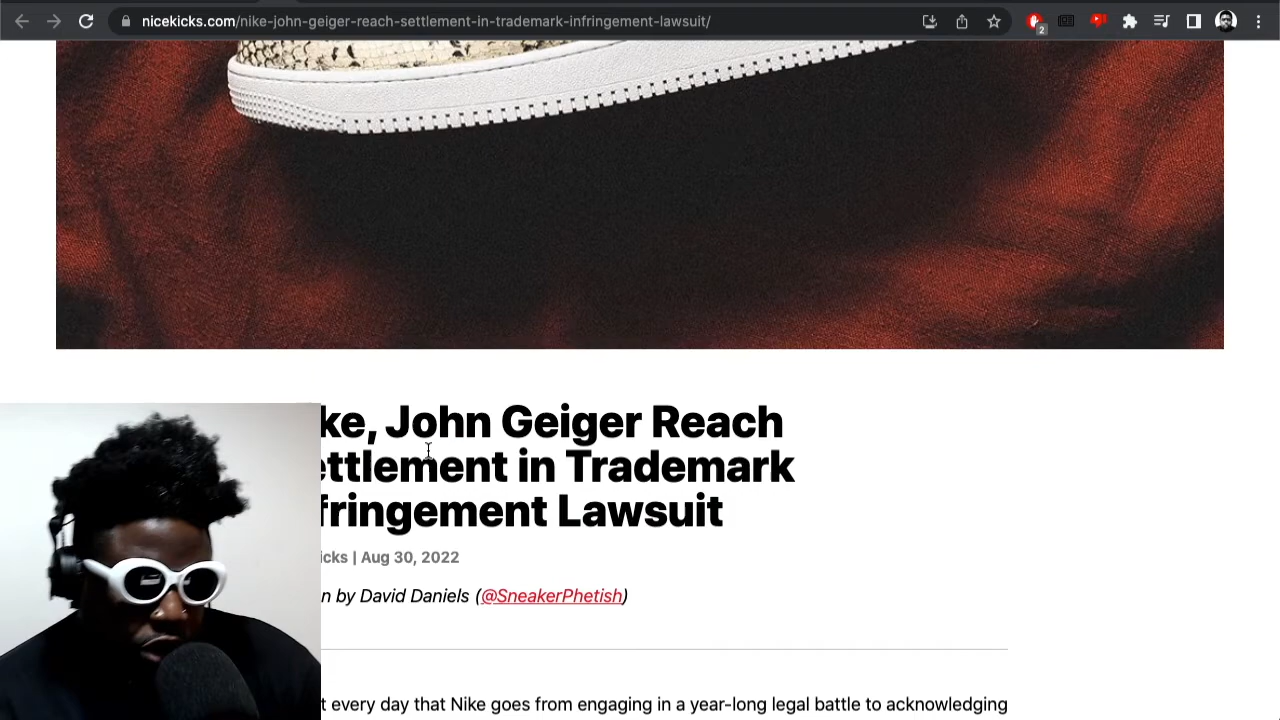 nicekicks.com/nike-john-geiger-reach-settlement-in-trademark-infringement-lawsuit/
2
ke, John Geiger Reach
ettlement in Trademark
fringement Lawsuit
icks | Aug 30, 2022
n by David Daniels (@SneakerPhetish)
t every day that Nike goes from engaging in a year-long legal battle to acknowledging